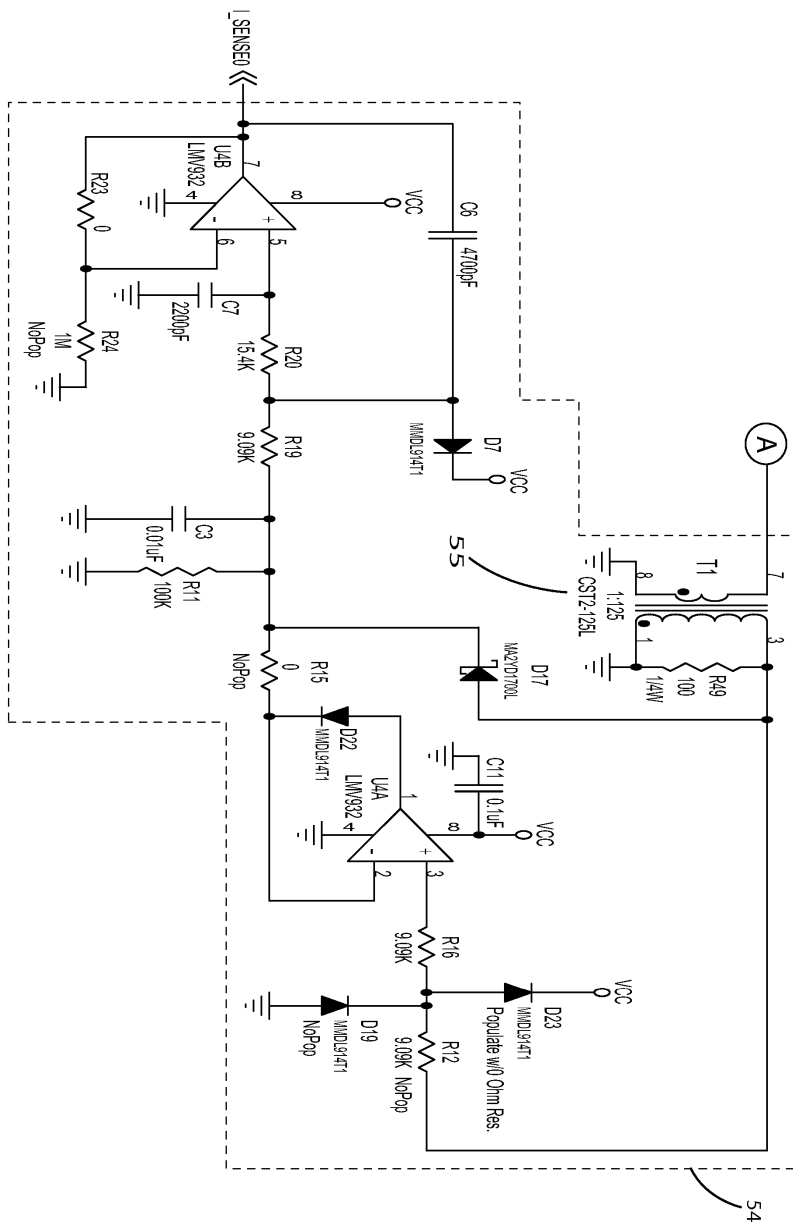 54
A
T1
7
8
3
1
1:125
CST2-125L
55
R49
100
1/4W
VCC
D23
MMDL914T1
Populate w/0 Ohm Res.
R12
9.09K NoPop
D19
MMDL914T1
NoPop
R16
9.09K
VCC
C11
0.1uF
8
3
+
-
2
4
1
U4A
LMV932
D22
MMDL914T1
D17
MA2YD1700L
R15
0
NoPop
R11
100K
C3
0.01uF
R19
9.09K
D7
MMDL914T1
VCC
R20
15.4K
C6
4700pF
C7
2200pF
VCC
8
5
+
-
6
4
7
U4B
LMV932
R23
0
R24
1M
NoPop
I_SENSE0